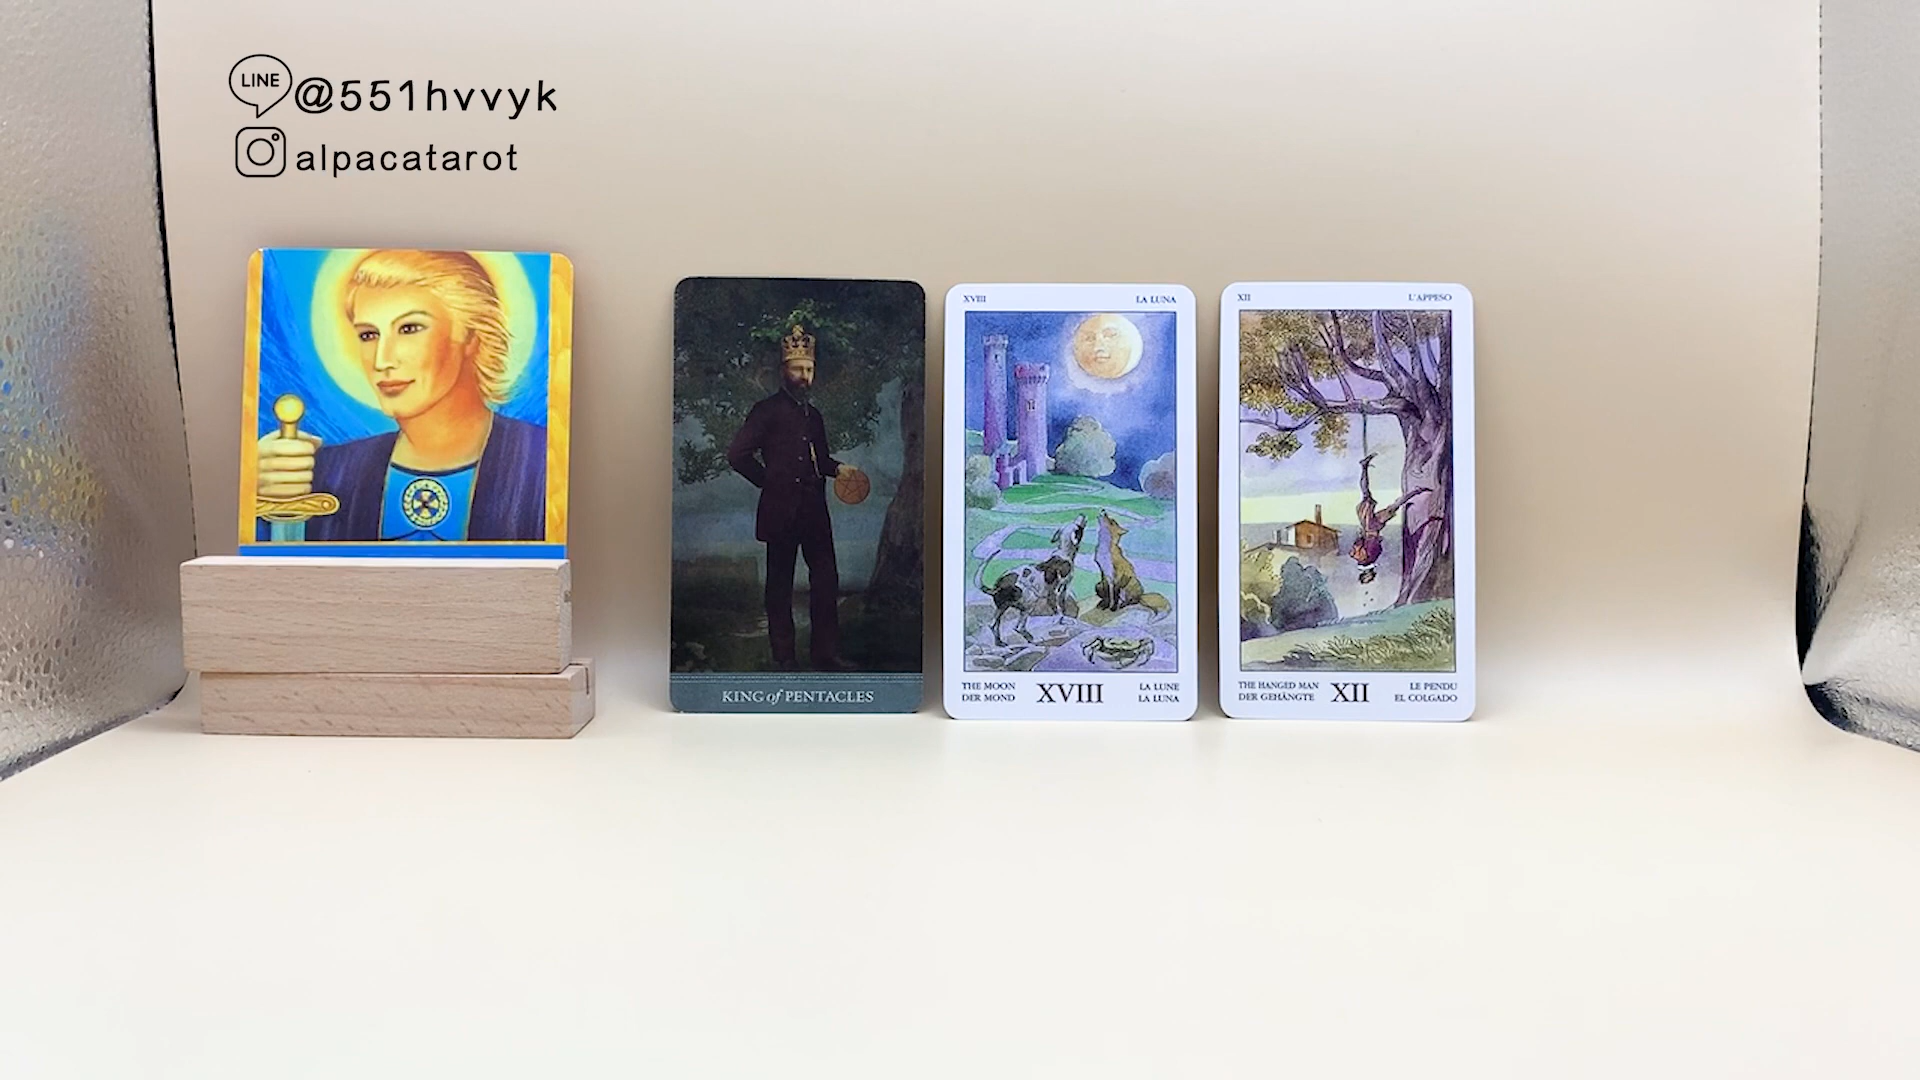 LINE @551hvvyk
alpacatarot
KING of PENTACLES
XVIII LA LUNA
THE MOON
DER MOND
XVIII
LA LUNE
LA LUNA
XII L'APPESO
THE HANGED MAN
DER GEHÄNGTE
XII
LE PENDU
EL COLGADO